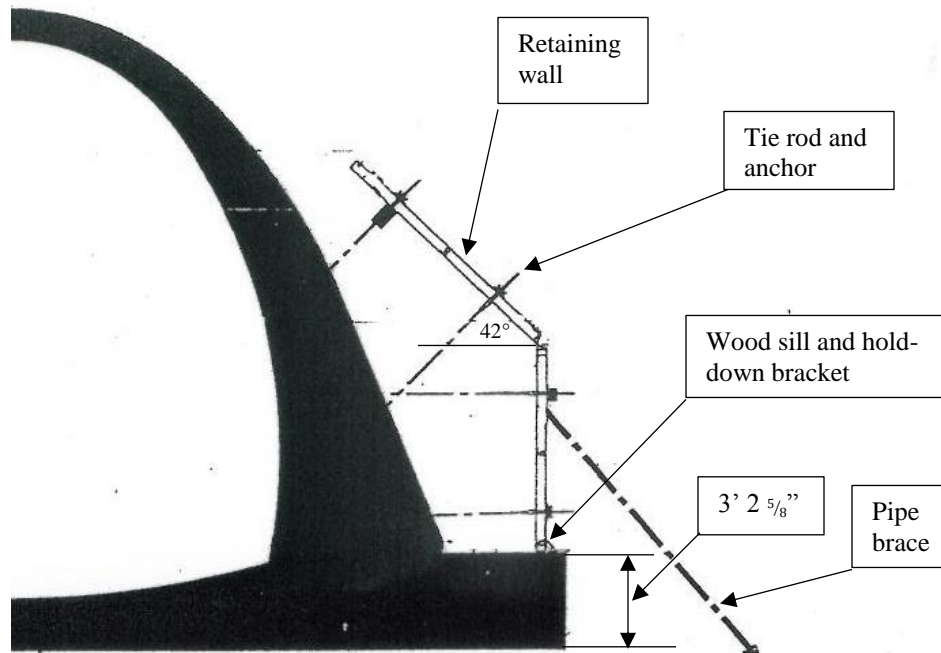 Retaining
wall
Tie rod and
anchor
42°
Wood sill and hold-
down bracket
3’ 2 ⁵/₈”
Pipe
brace